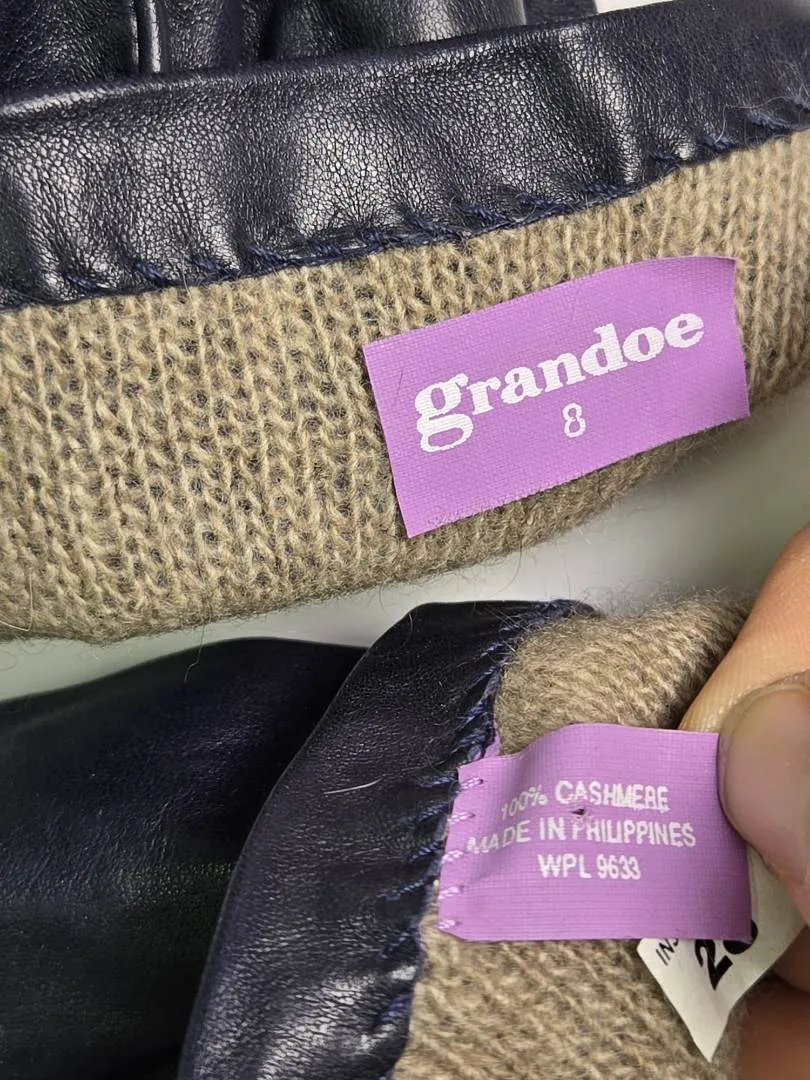 grandoe
8
100% CASHMERE
MADE IN PHILIPPINES
WPL 9633